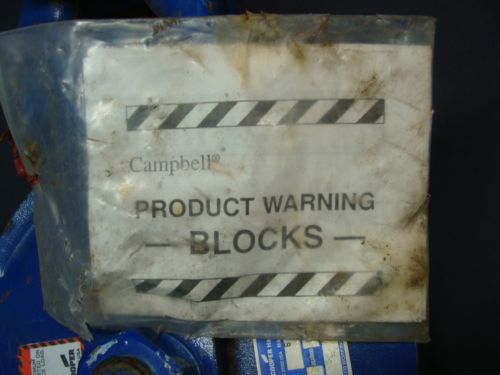 Campbell®
PRODUCT WARNING
— BLOCKS —